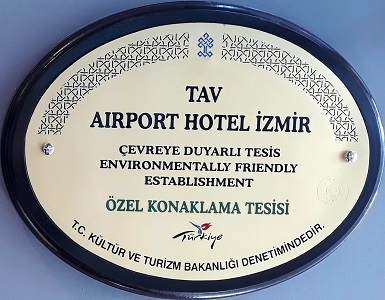 TAV
AIRPORT HOTEL İZMİR
ÇEVREYE DUYARLI TESİS
ENVIRONMENTALLY FRIENDLY
ESTABLISHMENT
ÖZEL KONAKLAMA TESİSİ
Türkiye
T.C. KÜLTÜR VE TURİZM BAKANLIĞI DENETİMİNDEDİR.